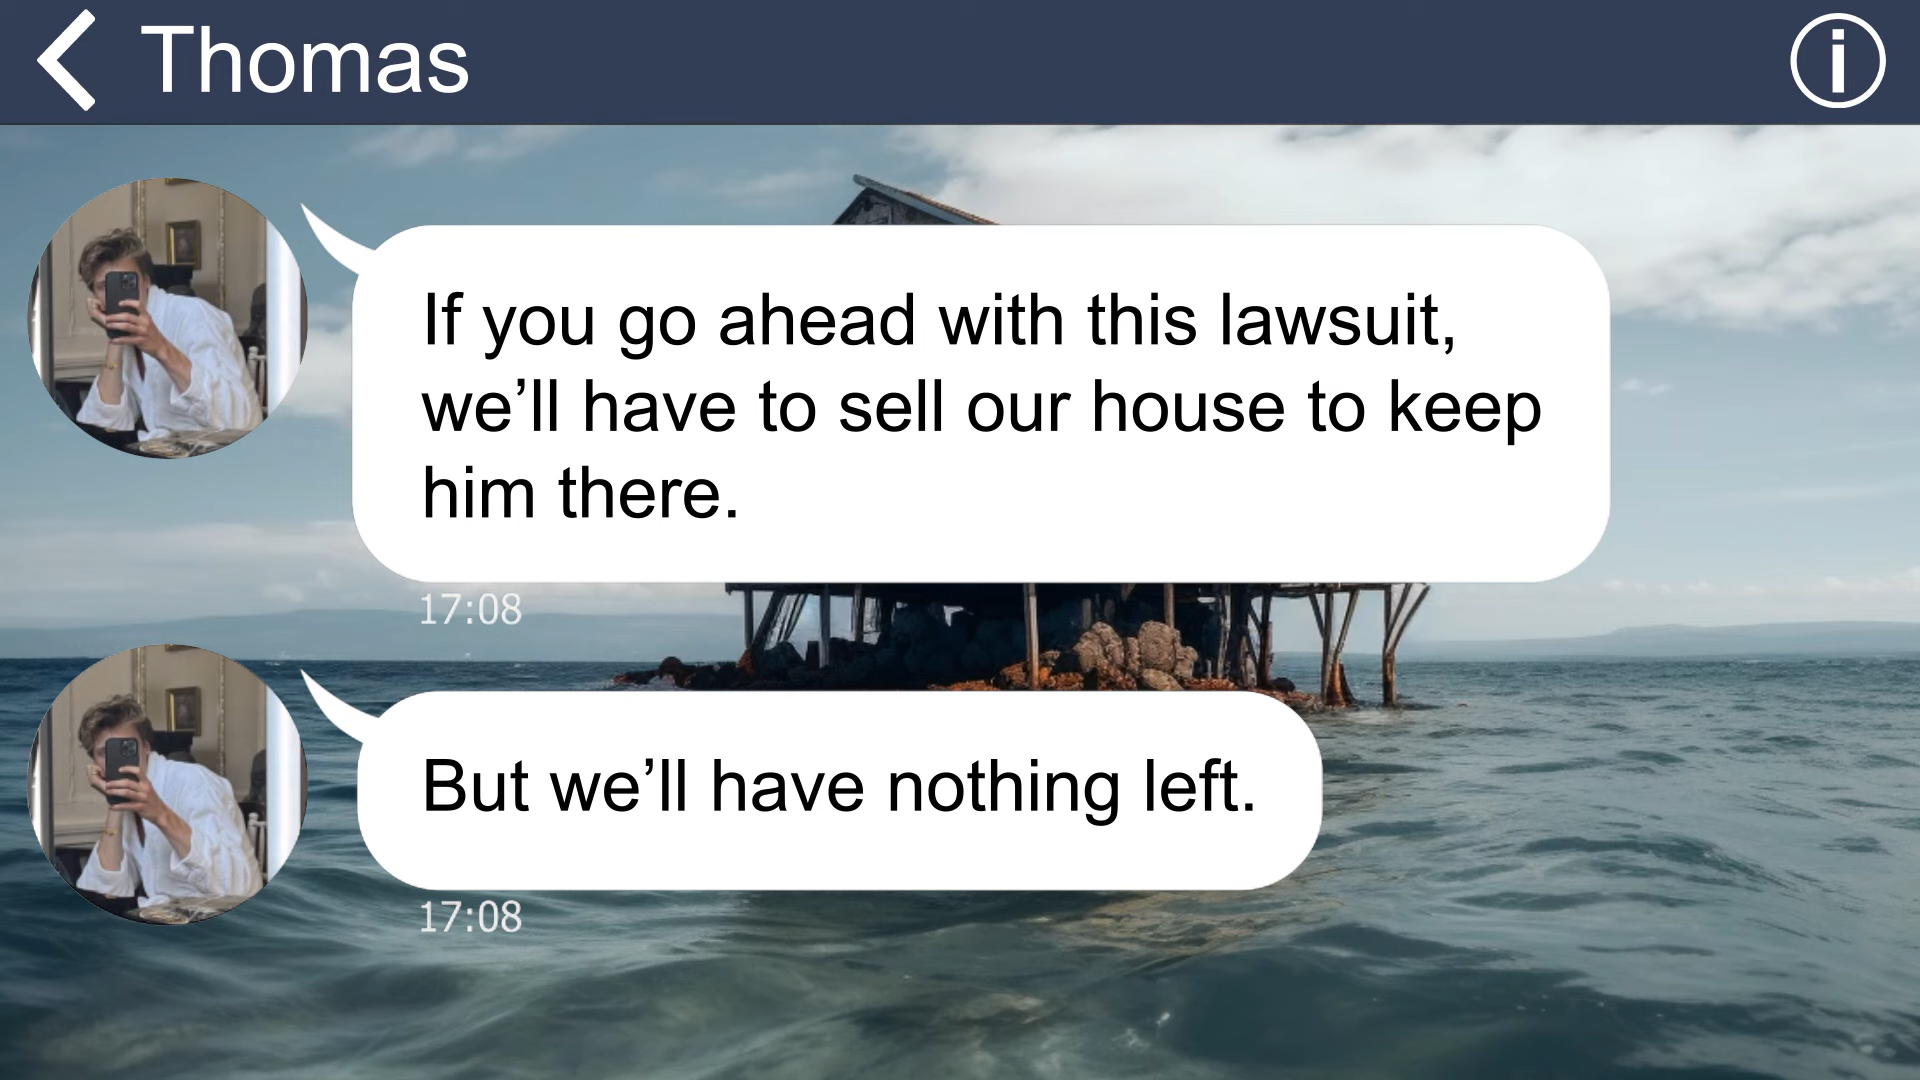 Thomas
If you go ahead with this lawsuit,
we’ll have to sell our house to keep
him there.
17:08
But we’ll have nothing left.
17:08